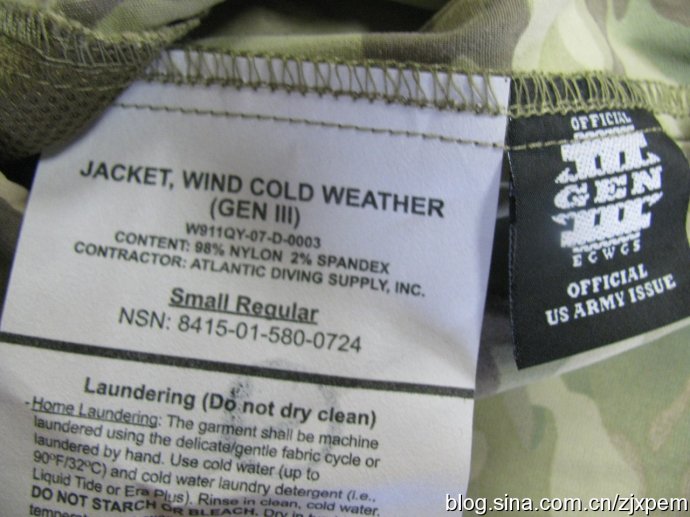 JACKET, WIND COLD WEATHER
(GEN III)
W911QY-07-D-0003
CONTENT: 98% NYLON 2% SPANDEX
CONTRACTOR: ATLANTIC DIVING SUPPLY, INC.
Small Regular
NSN: 8415-01-580-0724
Laundering (Do not dry clean)
-Home Laundering: The garment shall be machine
laundered using the delicate/gentle fabric cycle or
laundered by hand. Use cold water (up to
90°F/32°C) and cold water laundry detergent (i.e.,
Liquid Tide or Era Plus). Rinse in clean, cold water.
DO NOT STARCH OR BLEACH. Dry in
OFFICIAL
III
GEN
III
ECWCS
OFFICIAL
US ARMY ISSUE
blog.sina.com.cn/zjxpem